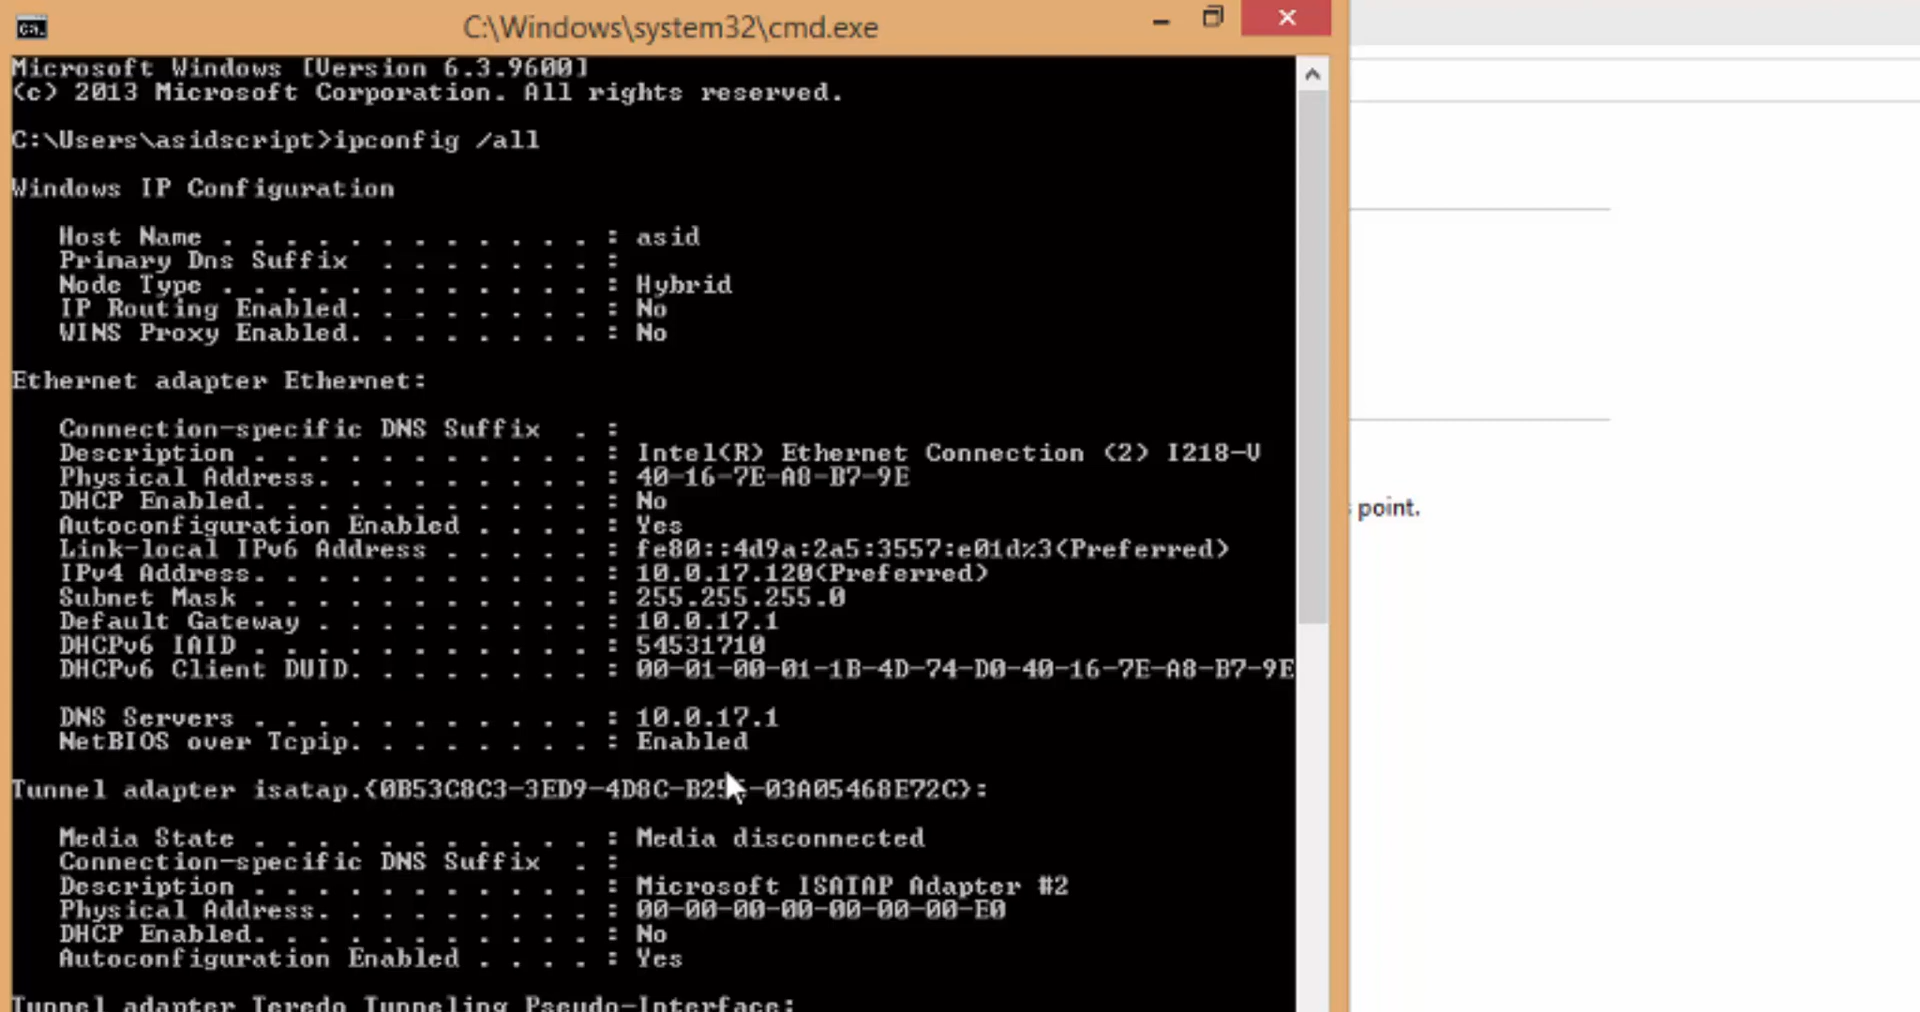 C:\Windows\system32\cmd.exe
Microsoft Windows [Version 6.3.9600]
(c) 2013 Microsoft Corporation. All rights reserved.
C:\Users\asidscript>ipconfig /all
Windows IP Configuration
Host Name . . . . . . . . . . . . : asid
Primary Dns Suffix . . . . . . . :
Node Type . . . . . . . . . . . . : Hybrid
IP Routing Enabled. . . . . . . . : No
WINS Proxy Enabled. . . . . . . . : No
Ethernet adapter Ethernet:
Connection-specific DNS Suffix . :
Description . . . . . . . . . . . : Intel(R) Ethernet Connection (2) I218-V
Physical Address. . . . . . . . . : 40-16-7E-A8-B7-9E
DHCP Enabled. . . . . . . . . . . : No
Autoconfiguration Enabled . . . . : Yes
Link-local IPv6 Address . . . . . : fe80::4d9a:2a5:3557:e01d%3(Preferred)
IPv4 Address. . . . . . . . . . . : 10.0.17.120(Preferred)
Subnet Mask . . . . . . . . . . . : 255.255.255.0
Default Gateway . . . . . . . . . : 10.0.17.1
DHCPv6 IAID . . . . . . . . . . . : 54531710
DHCPv6 Client DUID. . . . . . . . : 00-01-00-01-1B-4D-74-D0-40-16-7E-A8-B7-9E
DNS Servers . . . . . . . . . . . : 10.0.17.1
NetBIOS over Tcpip. . . . . . . . : Enabled
Tunnel adapter isatap.
Media State . . . . . . . . . . . : Media disconnected
Connection-specific DNS Suffix . :
Description . . . . . . . . . . . : Microsoft ISATAP Adapter #2
Physical Address. . . . . . . . . : 00-00-00-00-00-00-00-E0
DHCP Enabled. . . . . . . . . . . : No
Autoconfiguration Enabled . . . . : Yes
Tunnel adapter Teredo Tunneling Pseudo-Interface:
point.